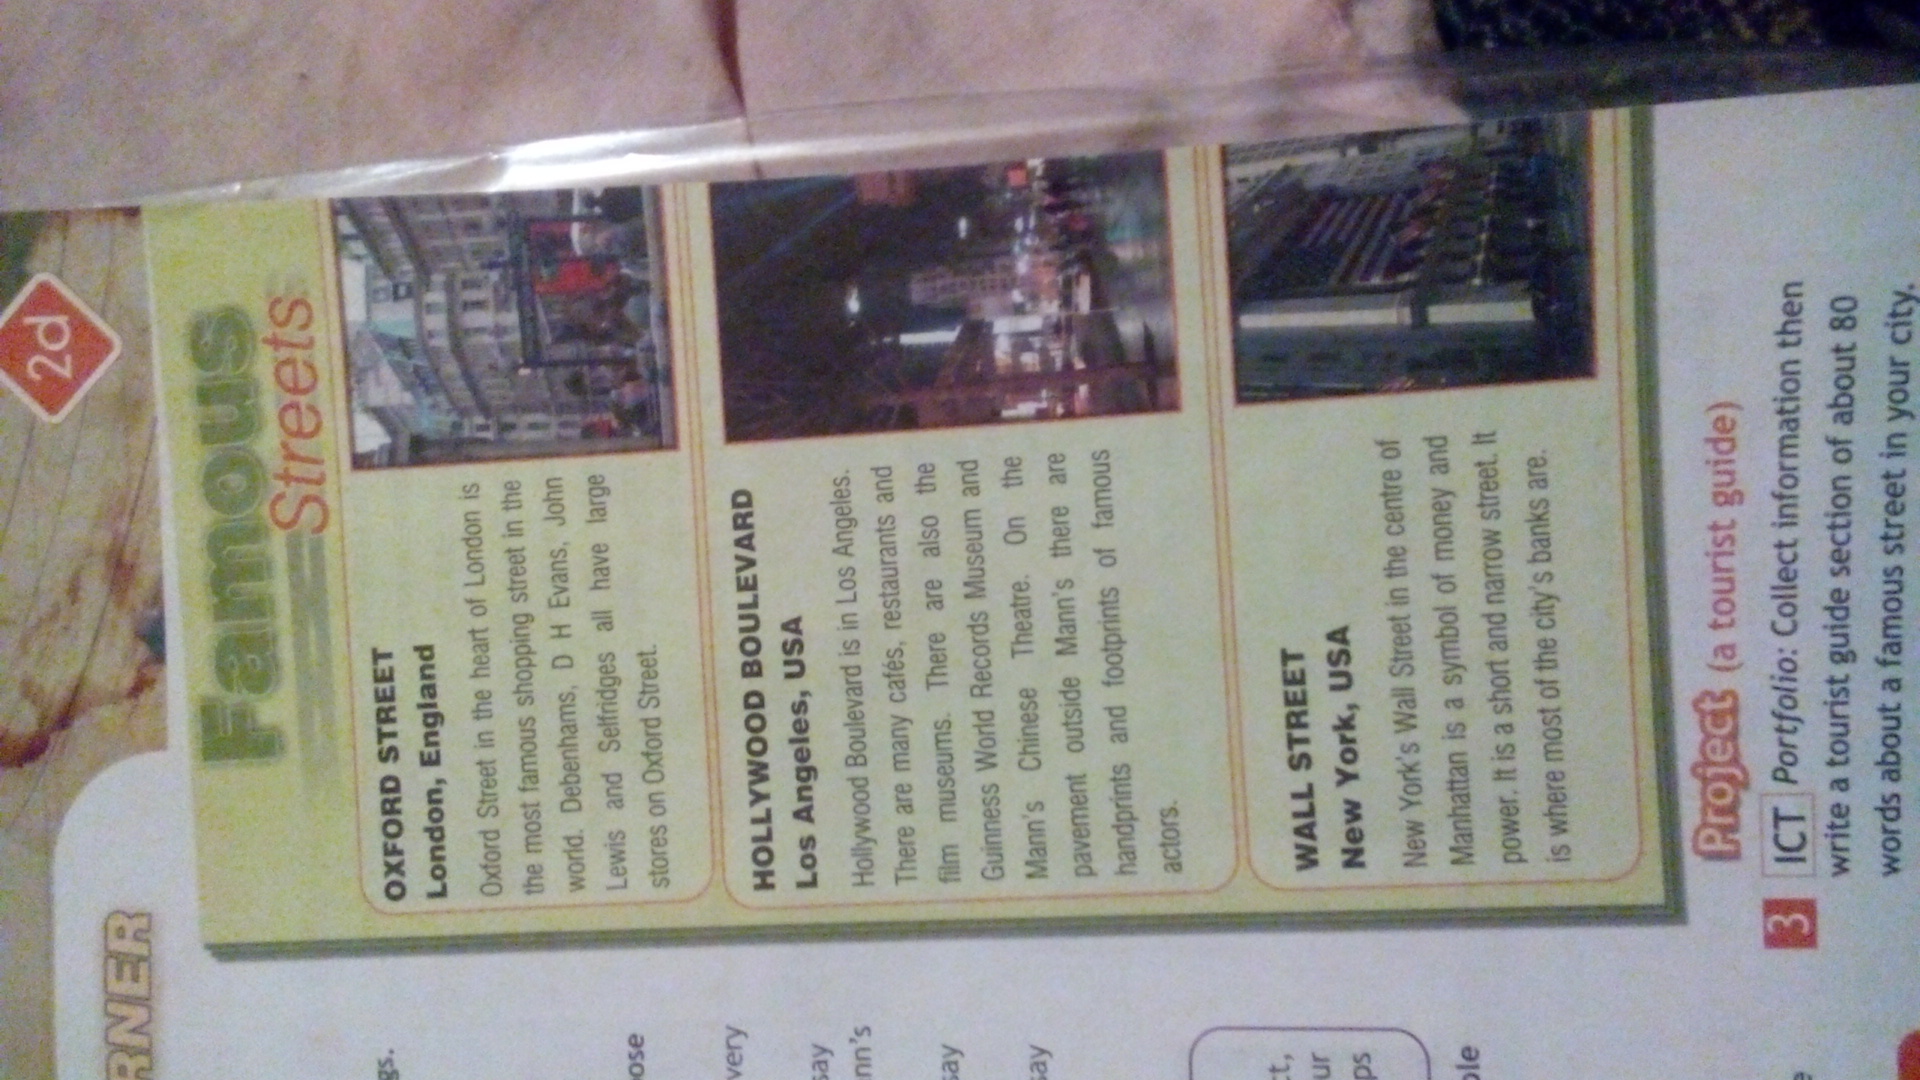 RNER
2d
Famous
Streets
OXFORD STREET
London, England
Oxford Street in the heart of London is
the most famous shopping street in the
world. Debenhams, D H Evans, John
Lewis and Selfridges all have large
stores on Oxford Street.
HOLLYWOOD BOULEVARD
Los Angeles, USA
Hollywood Boulevard is in Los Angeles.
There are many cafés, restaurants and
film museums. There are also the
Guinness World Records Museum and
Mann's Chinese Theatre. On the
pavement outside Mann's there are
handprints and footprints of famous
actors.
WALL STREET
New York, USA
New York's Wall Street in the centre of
Manhattan is a symbol of money and
power. It is a short and narrow street. It
is where most of the city's banks are.
Project (a tourist guide)
3 ICT Portfolio: Collect information then
write a tourist guide section of about 80
words about a famous street in your city.
gs.
ose
very
say
nn's
say
say
ct,
ur
ps
ple